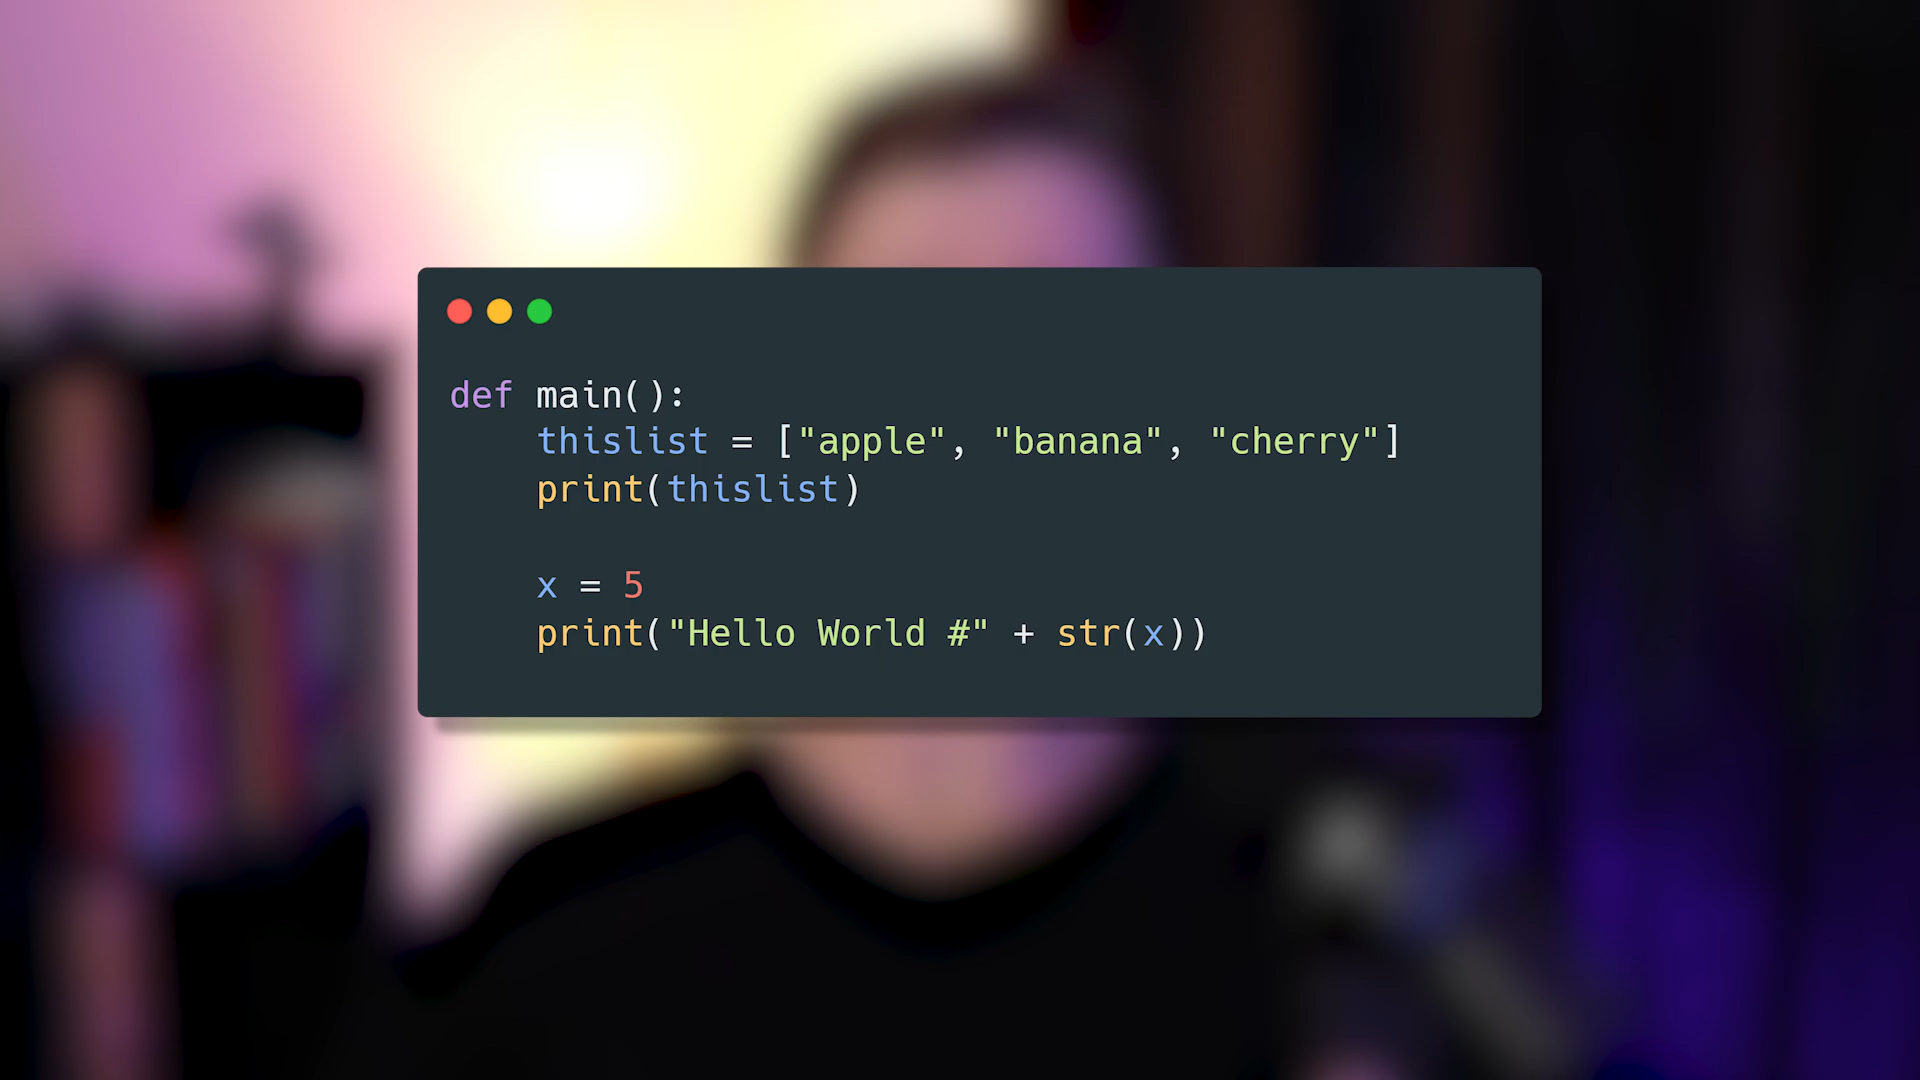 def main():
    thislist = ["apple", "banana", "cherry"]
    print(thislist)

    x = 5
    print("Hello World #" + str(x))